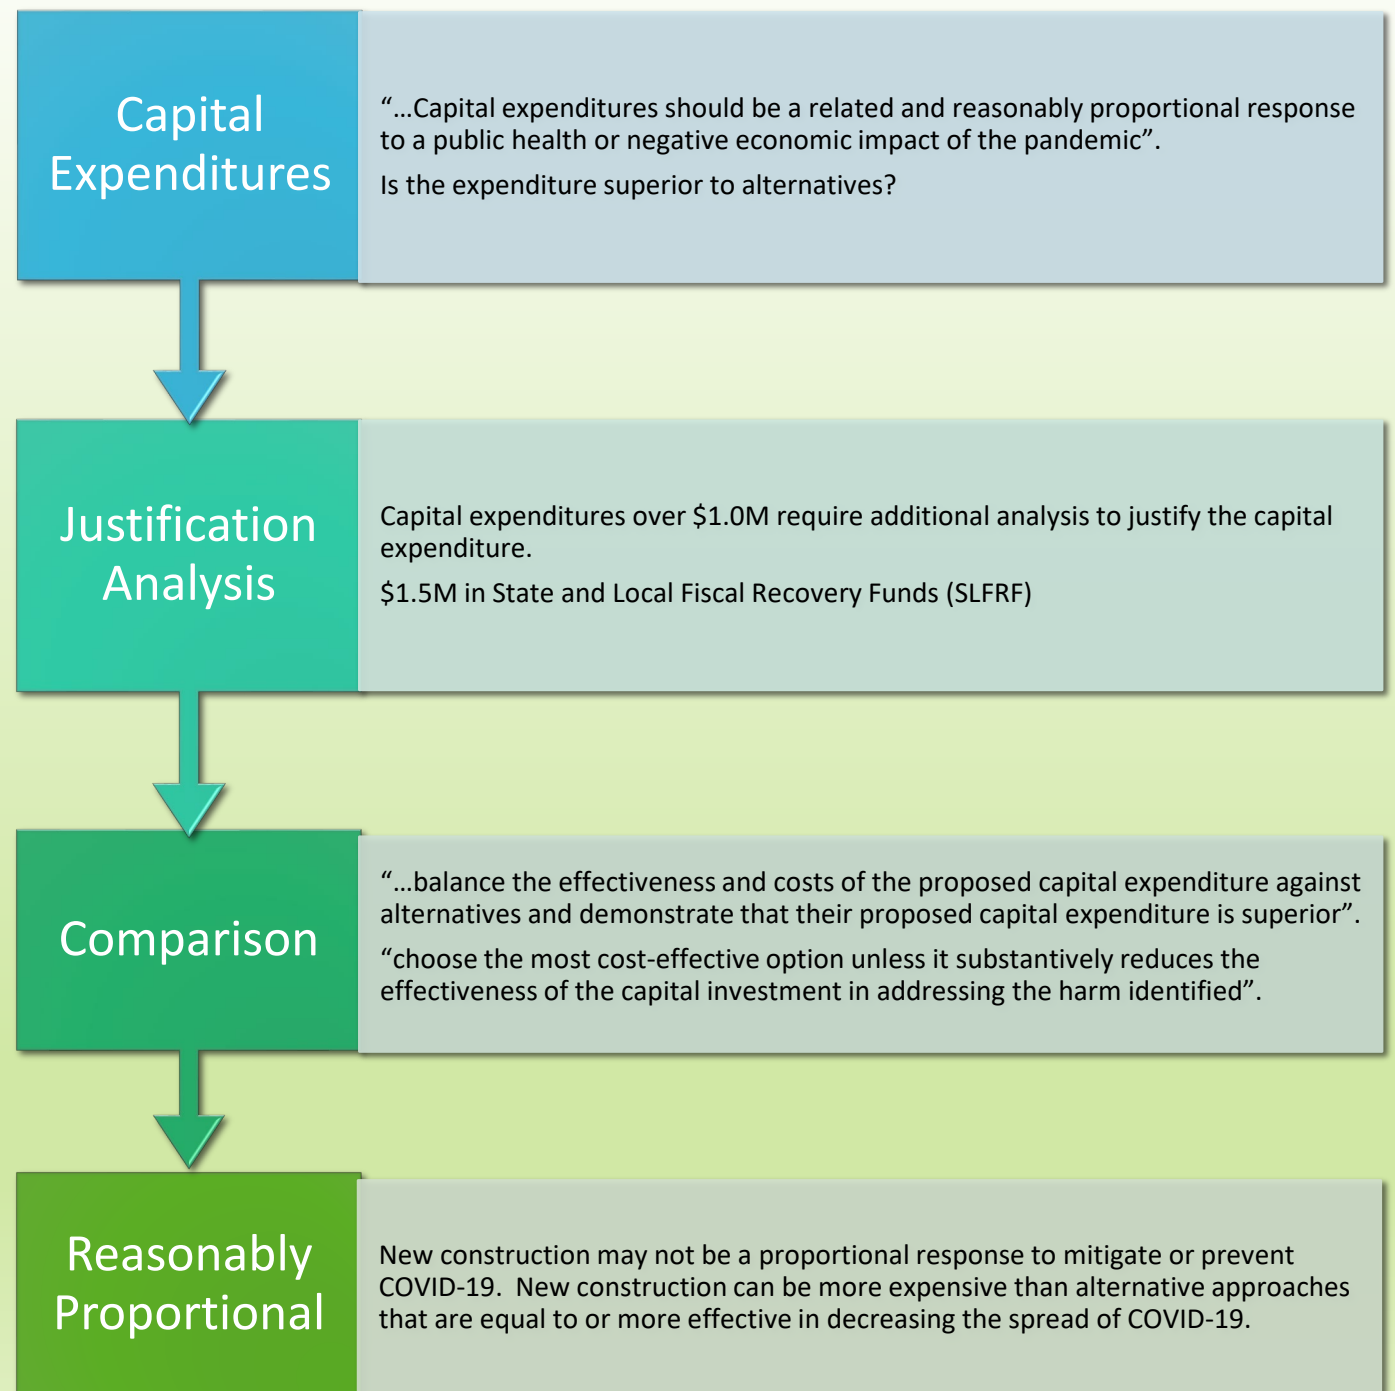 Capital
Expenditures
“...Capital expenditures should be a related and reasonably proportional response
to a public health or negative economic impact of the pandemic”.
Is the expenditure superior to alternatives?
Justification
Analysis
Capital expenditures over $1.0M require additional analysis to justify the capital
expenditure.
$1.5M in State and Local Fiscal Recovery Funds (SLFRF)
Comparison
“...balance the effectiveness and costs of the proposed capital expenditure against
alternatives and demonstrate that their proposed capital expenditure is superior”.
“choose the most cost-effective option unless it substantively reduces the
effectiveness of the capital investment in addressing the harm identified”.
Reasonably
Proportional
New construction may not be a proportional response to mitigate or prevent
COVID-19.  New construction can be more expensive than alternative approaches
that are equal to or more effective in decreasing the spread of COVID-19.